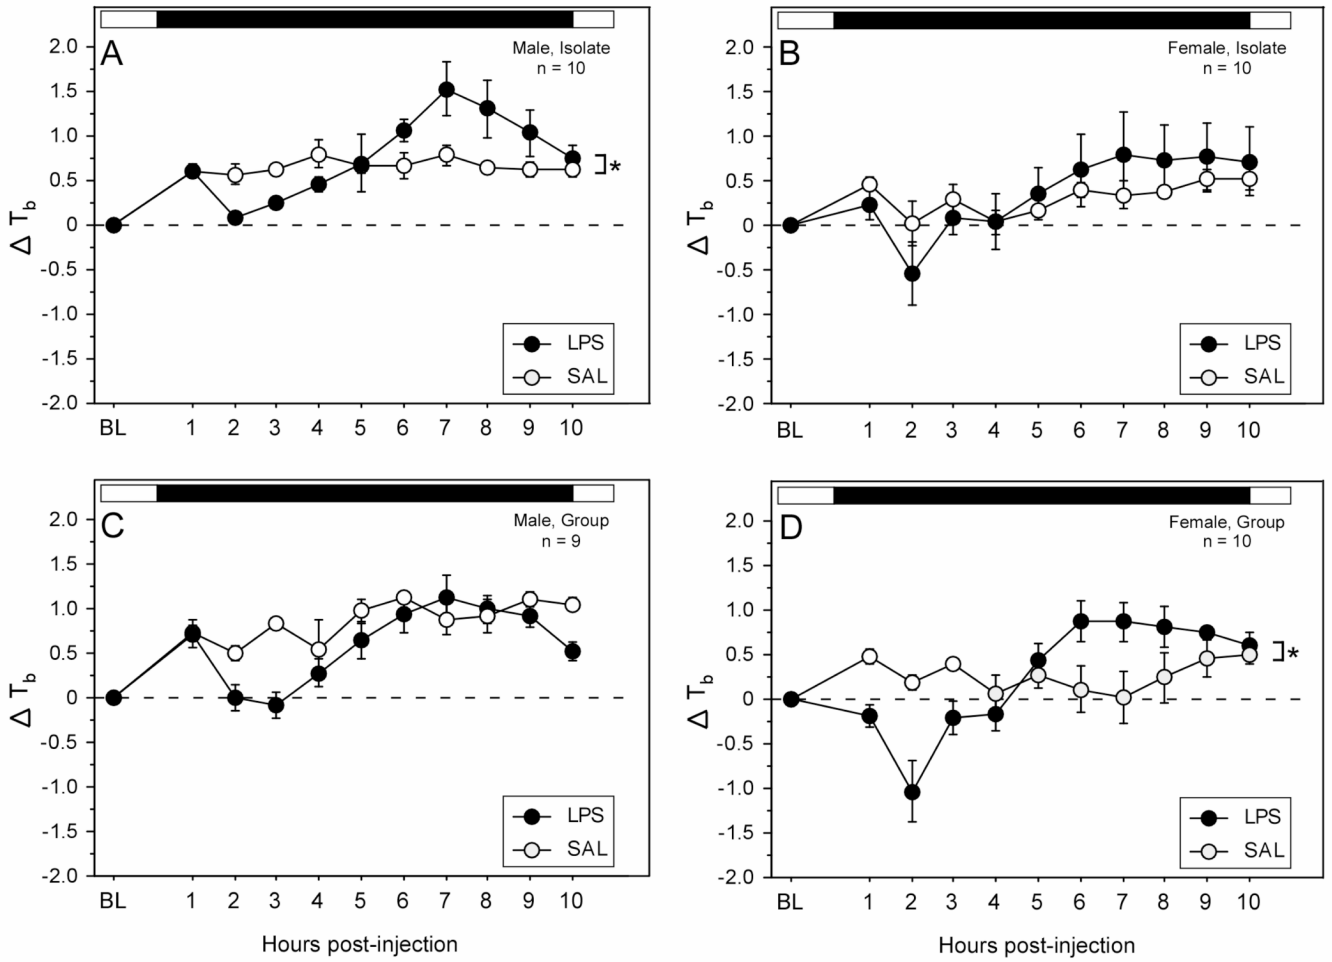 A
Male, Isolate
n = 10
2.0
1.5
1.0
0.5
0
-0.5
-1.0
-1.5
-2.0
Δ Tb
*
LPS
SAL
BL 1 2 3 4 5 6 7 8 9 10
B
Female, Isolate
n = 10
2.0
1.5
1.0
0.5
0
-0.5
-1.0
-1.5
-2.0
Δ Tb
LPS
SAL
BL 1 2 3 4 5 6 7 8 9 10
C
Male, Group
n = 9
2.0
1.5
1.0
0.5
0
-0.5
-1.0
-1.5
-2.0
Δ Tb
LPS
SAL
BL 1 2 3 4 5 6 7 8 9 10
Hours post-injection
D
Female, Group
n = 10
2.0
1.5
1.0
0.5
0
-0.5
-1.0
-1.5
-2.0
Δ Tb
*
LPS
SAL
BL 1 2 3 4 5 6 7 8 9 10
Hours post-injection